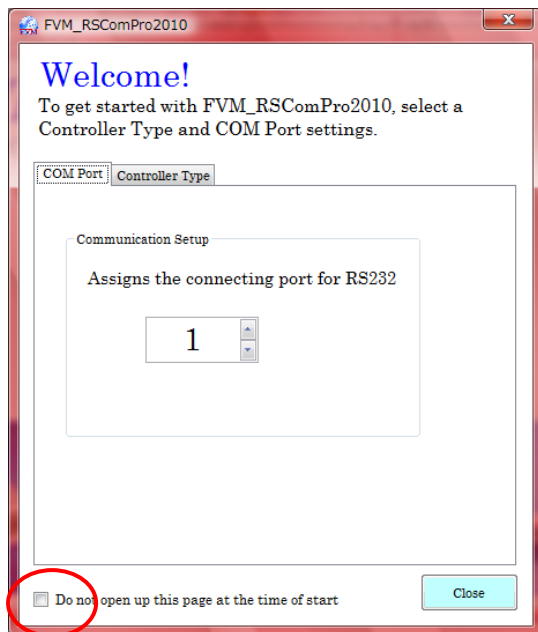 FVM_RSComPro2010
Welcome!
To get started with FVM_RSComPro2010, select a
Controller Type and COM Port settings.
COM Port Controller Type
Communication Setup
Assigns the connecting port for RS232
1
Do not open up this page at the time of start
Close